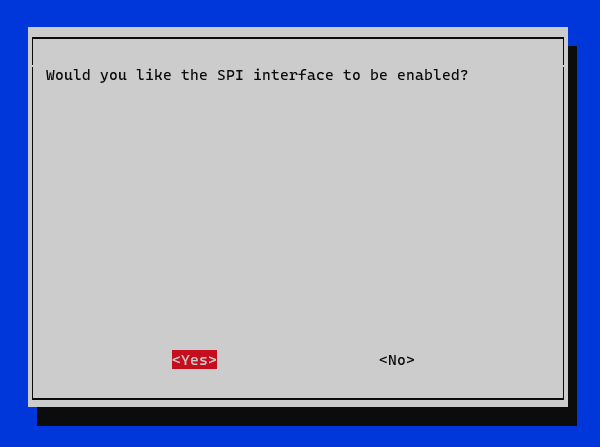 Would you like the SPI interface to be enabled?
<Yes> <No>